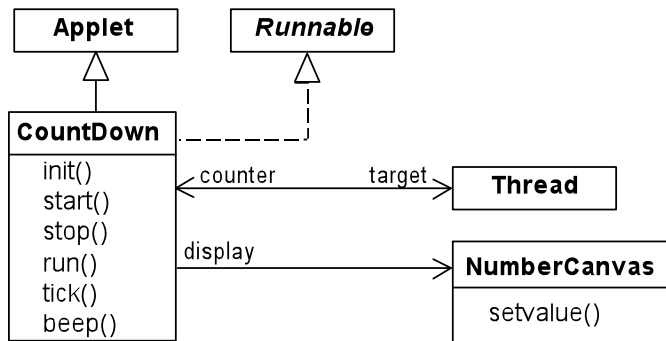 Applet
Runnable
CountDown
init()
start()
stop()
run()
tick()
beep()
counter target
Thread
display
NumberCanvas
setvalue()